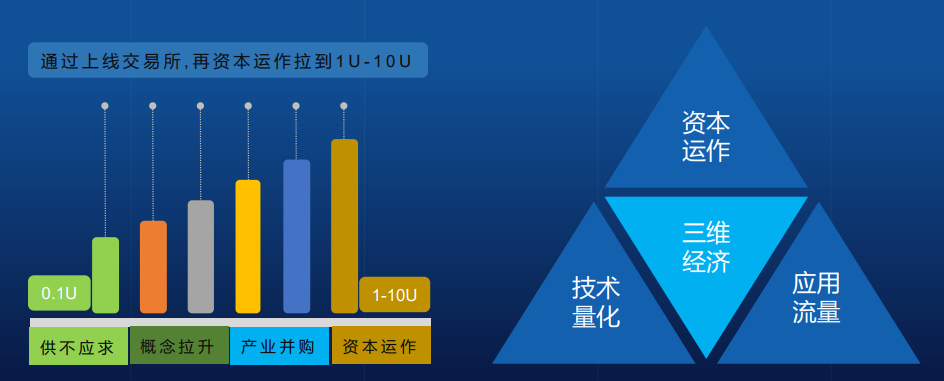 通过上线交易所,再资本运作拉到1U-10U
0.1U
1-10U
供不应求
概念拉升
产业并购
资本运作
资本
运作
三维
经济
技术
量化
应用
流量